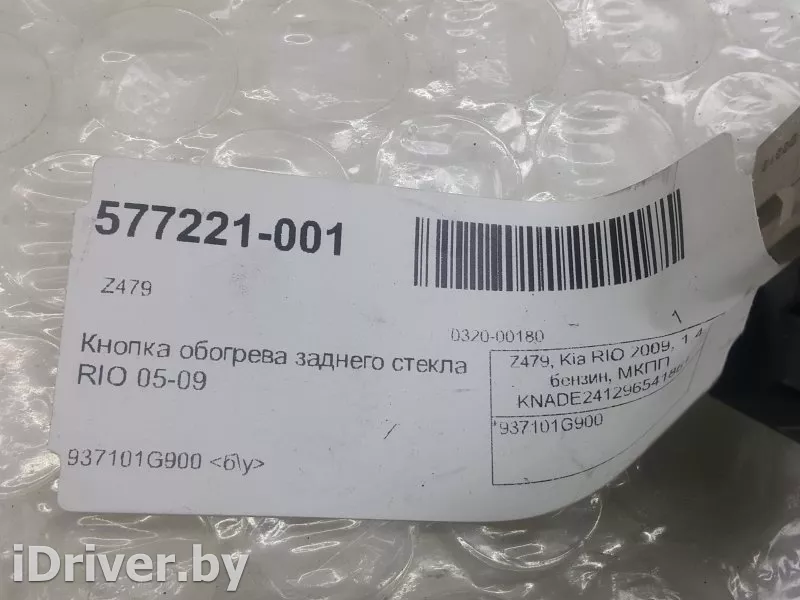 577221-001
Z479
Кнопка обогрева заднего стекла
RIO 05-09
937101G900 <б\у>
0320-00180
1
Z479, Kia RIO 2009, 1.4
бензин, МКПП
*937101G900
iDriver.by